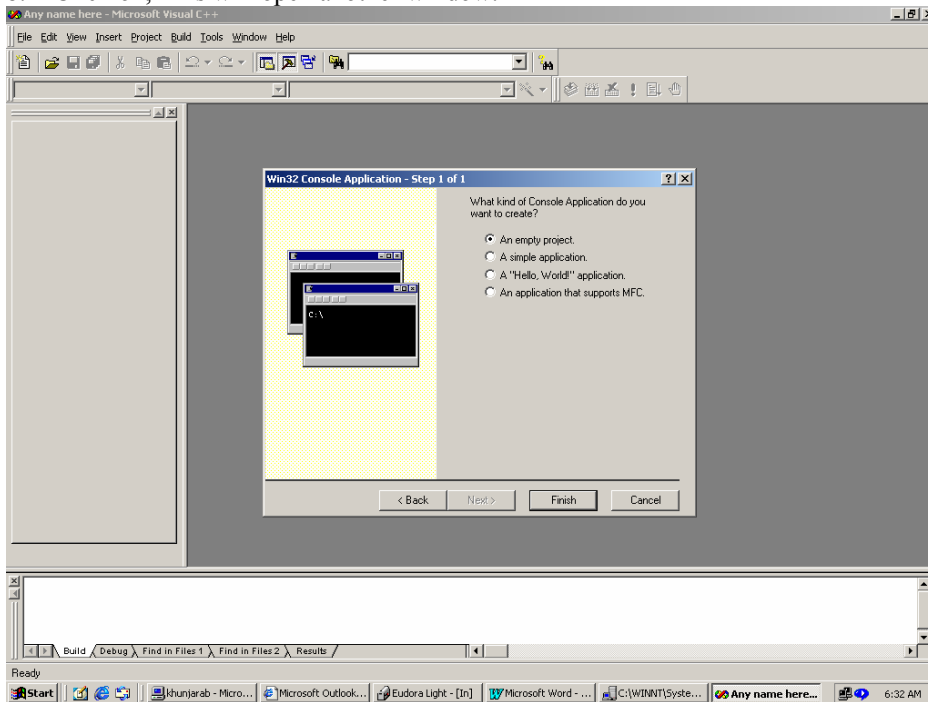 Any name here - Microsoft Visual C++
File Edit View Insert Project Build Tools Window Help
Win32 Console Application - Step 1 of 1
What kind of Console Application do you
want to create?
An empty project.
A simple application.
A "Hello, World!" application.
An application that supports MFC.
C:\
< Back Next > Finish Cancel
Build Debug Find in Files 1 Find in Files 2 Results
Ready
Start khunjarab - Micro... Microsoft Outlook... Eudora Light - [In] Microsoft Word - ... C:\WINNT\Syste... Any name here... 6:32 AM